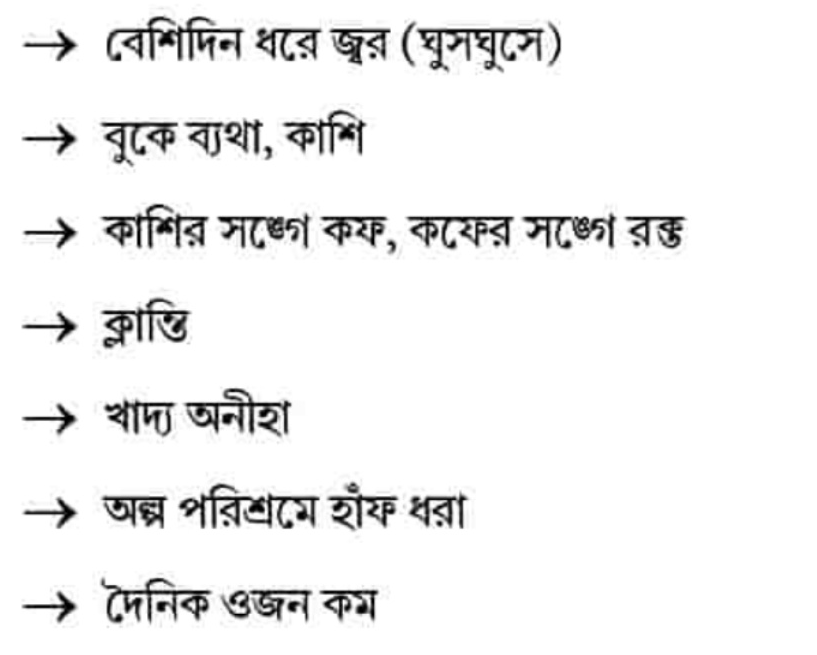 → বেশিদিন ধরে জ্বর (ঘুসঘুসে)
→ বুকে ব্যথা, কাশি
→ কাশির সঙ্গে কফ, কফের সঙ্গে রক্ত
→ ক্লান্তি
→ খাদ্য অনীহা
→ অল্প পরিশ্রমে হাঁফ ধরা
→ দৈনিক ওজন কম